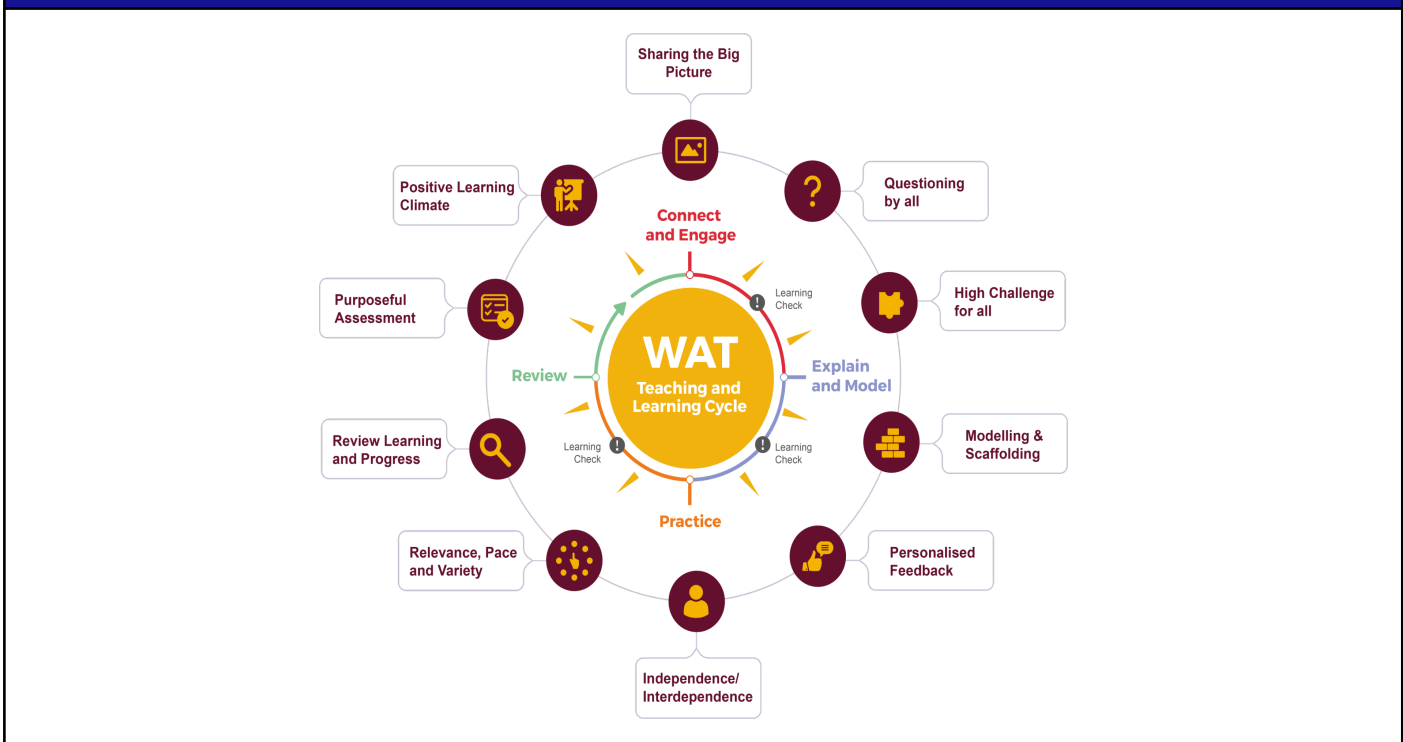 Sharing the Big
Picture
Questioning
by all
High Challenge
for all
Modelling &
Scaffolding
Personalised
Feedback
Independence/
Interdependence
Relevance, Pace
and Variety
Review Learning
and Progress
Purposeful
Assessment
Positive Learning
Climate
Connect
and Engage
Learning
Check
Explain
and Model
Learning
Check
Practice
Learning
Check
Review
WAT
Teaching and
Learning Cycle